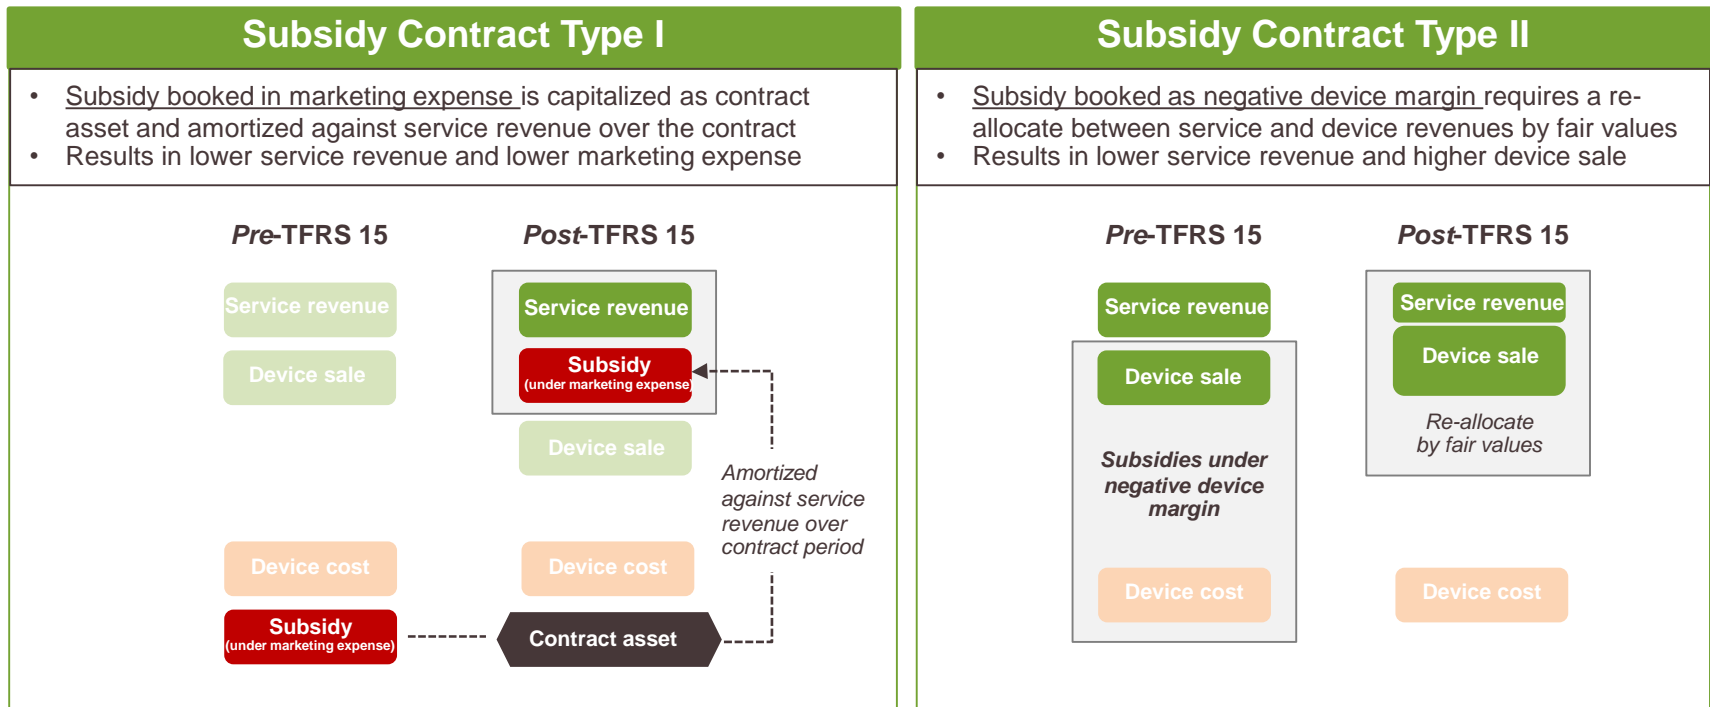 Subsidy Contract Type I
• Subsidy booked in marketing expense is capitalized as contract
asset and amortized against service revenue over the contract
• Results in lower service revenue and lower marketing expense
Pre-TFRS 15
Post-TFRS 15
Service revenue
Device sale
Device cost
Subsidy
(under marketing expense)
Service revenue
Subsidy
(under marketing expense)
Device sale
Device cost
Contract asset
Amortized
against service
revenue over
contract period
Subsidy Contract Type II
• Subsidy booked as negative device margin requires a re-
allocate between service and device revenues by fair values
• Results in lower service revenue and higher device sale
Pre-TFRS 15
Post-TFRS 15
Service revenue
Device sale
Subsidies under
negative device
margin
Device cost
Service revenue
Device sale
Re-allocate
by fair values
Device cost